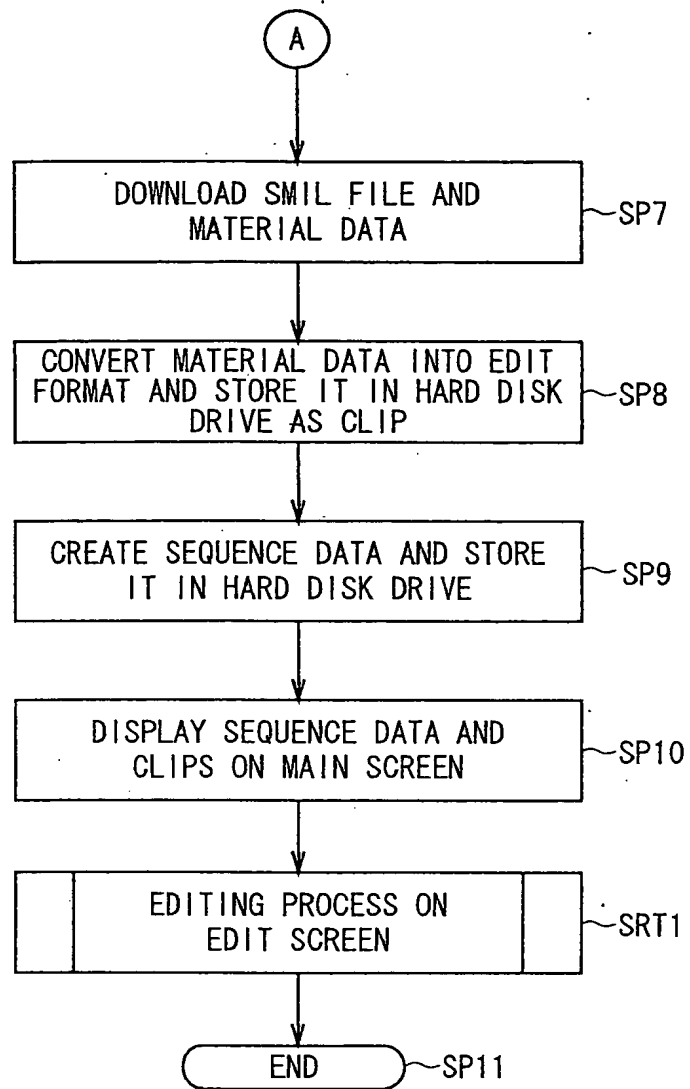 A
DOWNLOAD SMIL FILE AND
MATERIAL DATA
SP7
CONVERT MATERIAL DATA INTO EDIT
FORMAT AND STORE IT IN HARD DISK
DRIVE AS CLIP
SP8
CREATE SEQUENCE DATA AND STORE
IT IN HARD DISK DRIVE
SP9
DISPLAY SEQUENCE DATA AND
CLIPS ON MAIN SCREEN
SP10
EDITING PROCESS ON
EDIT SCREEN
SRT1
END
SP11